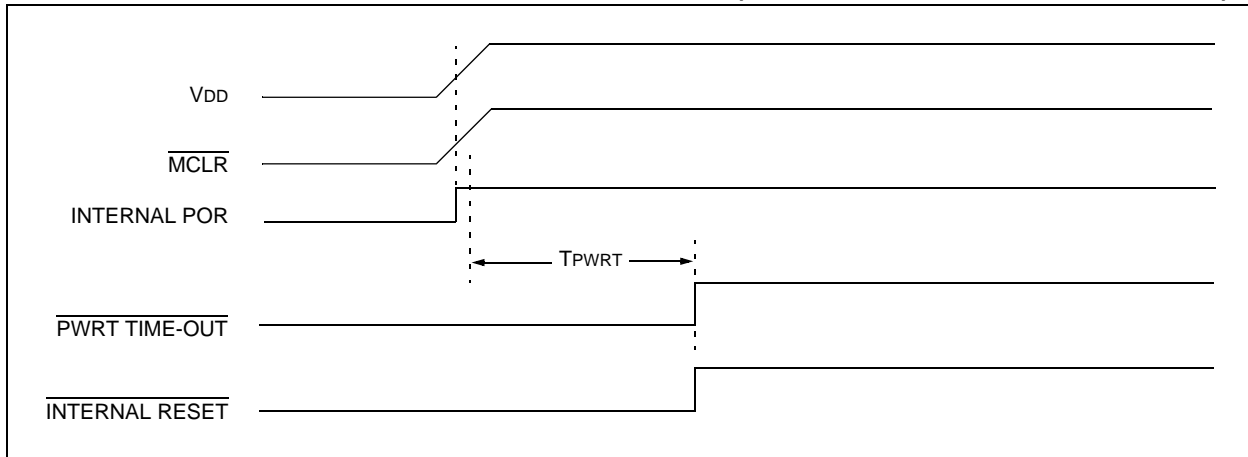 VDD
MCLR
INTERNAL POR
TPWRT
PWRT TIME-OUT
INTERNAL RESET